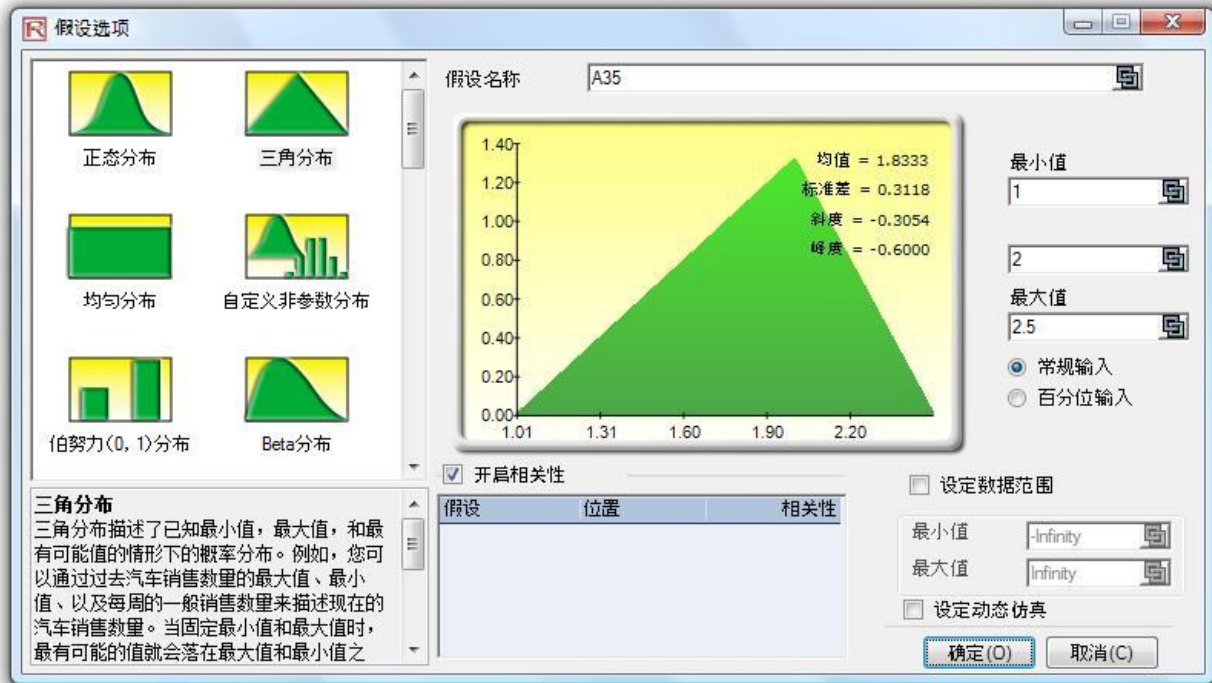 假设选项
正态分布
三角分布
均匀分布
自定义非参数分布
伯努力(0, 1)分布
Beta分布
三角分布
三角分布描述了已知最小值，最大值，和最
有可能值的情形下的概率分布。例如，您可
以通过过去汽车销售数量的最大值、最小
值、以及每周的一般销售数量来描述现在的
汽车销售数量。当固定最小值和最大值时，
最有可能的值就会落在最大值和最小值之
假设名称
A35
1.40
1.20
1.00
0.80
0.60
0.40
0.20
0.00
1.01
1.31
1.60
1.90
2.20
均值 = 1.8333
标准差 = 0.3118
斜度 = -0.3054
峰度 = -0.6000
最小值
1
2
最大值
2.5
常规输入
百分位输入
开启相关性
假设 位置 相关性
设定数据范围
最小值
-Infinity
最大值
Infinity
设定动态仿真
确定(O)
取消(C)